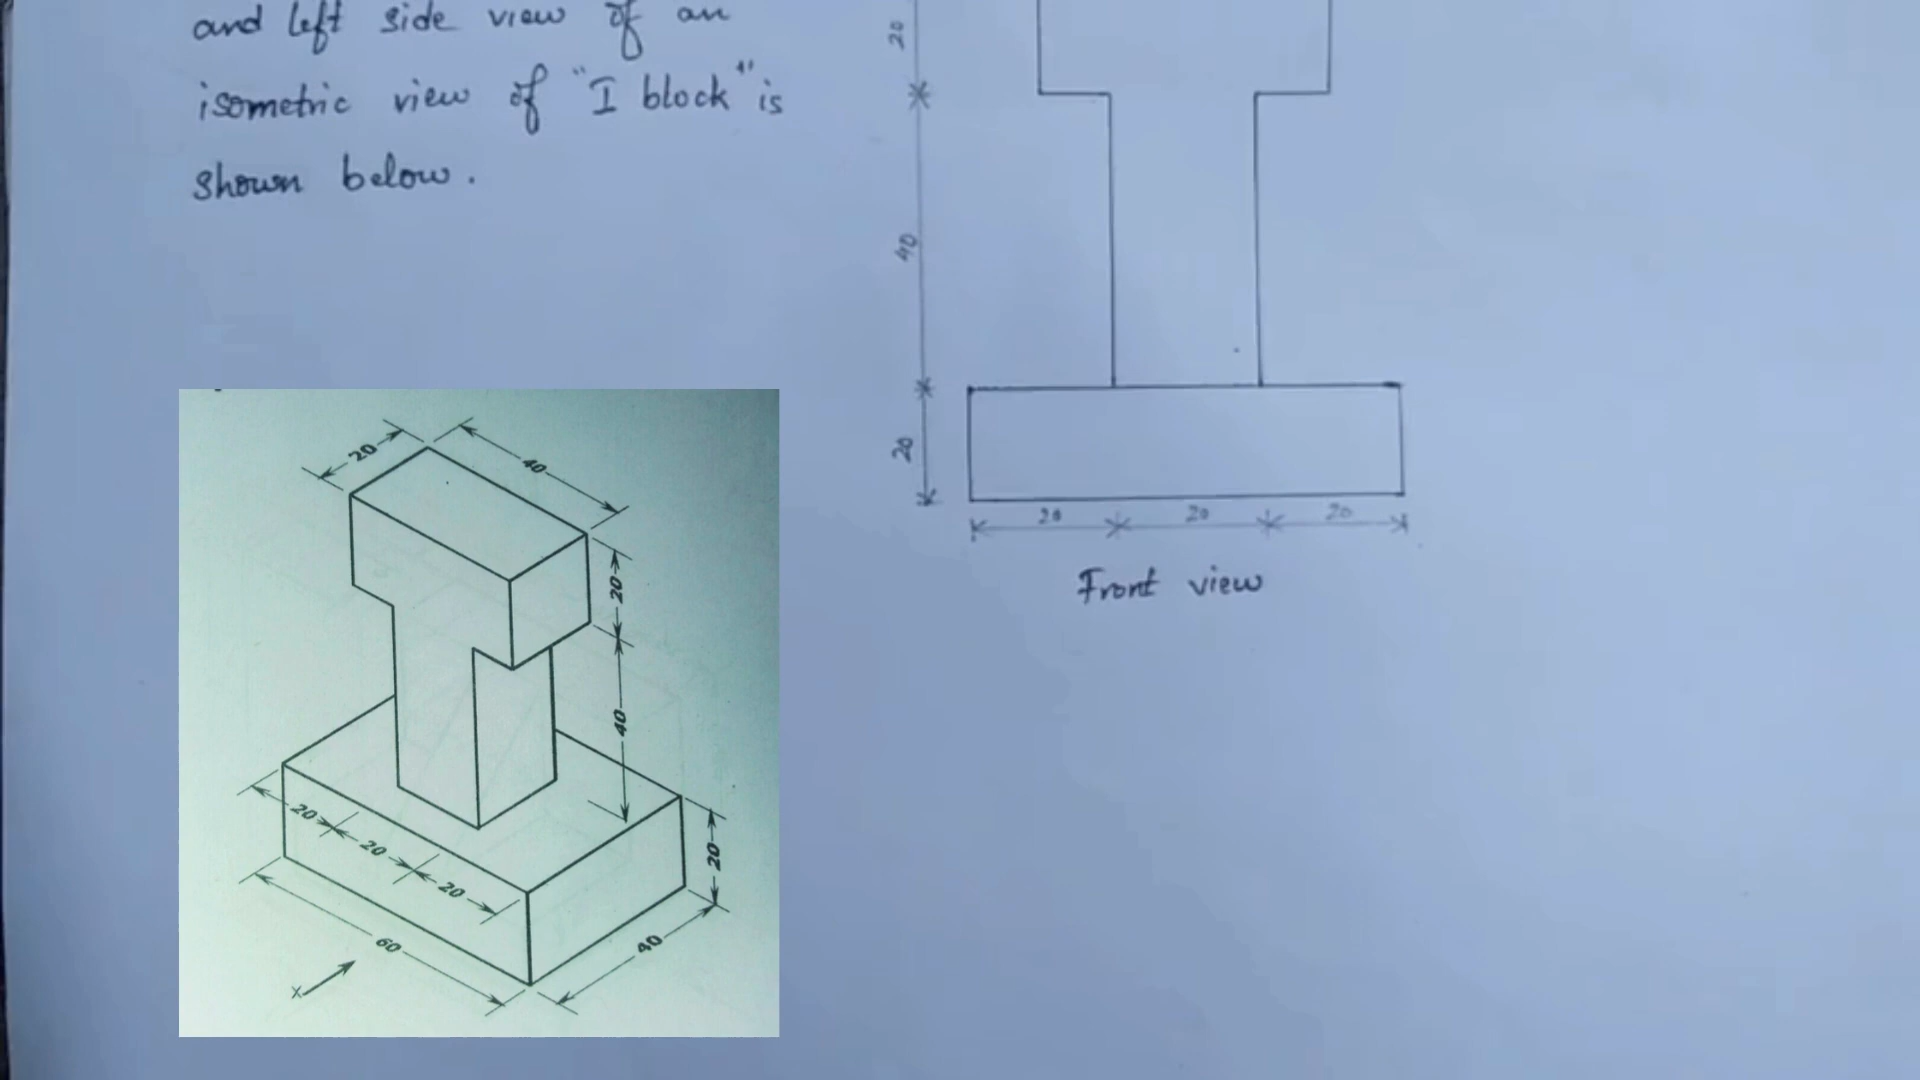 and left side view of an
isometric view of "I block" is
shown below.
20
40
20
20 20 20
Front view
20
40
20
40
20
20
20
20
60
40
X